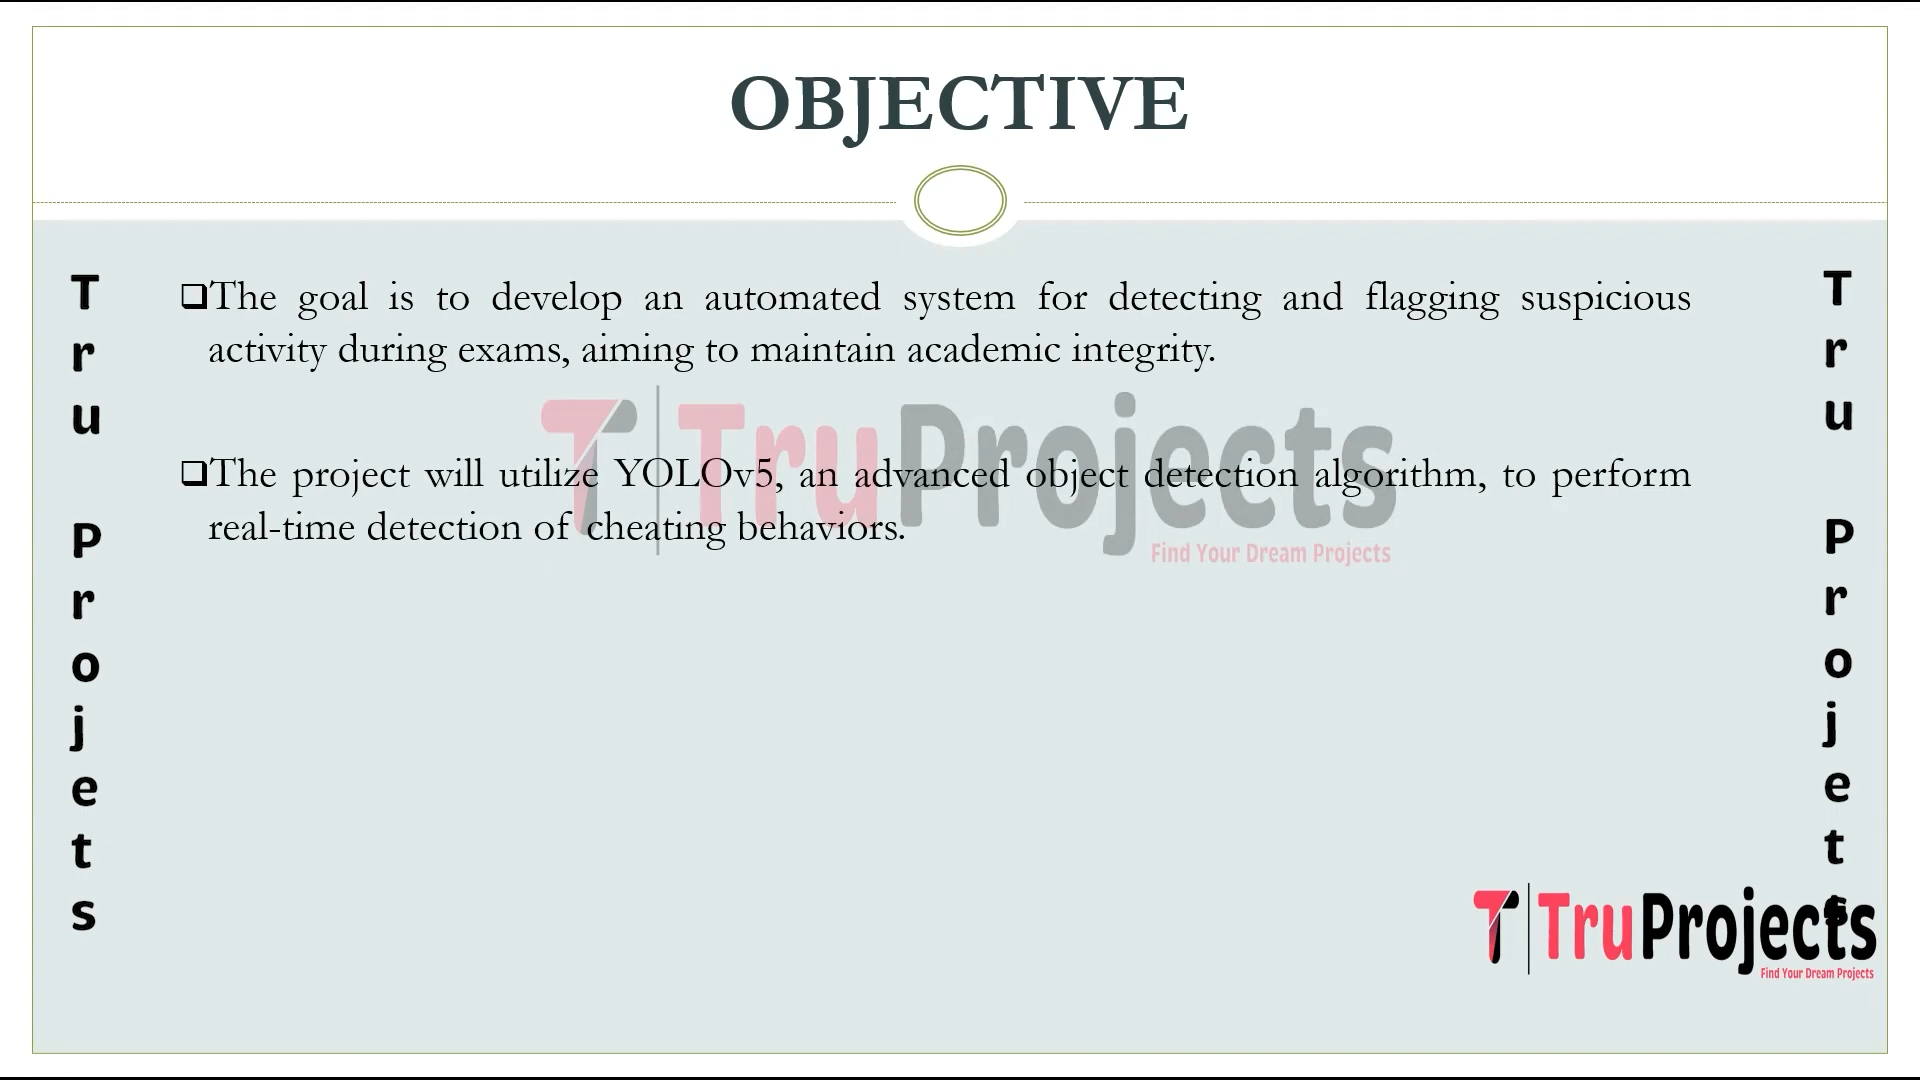 OBJECTIVE
❑The goal is to develop an automated system for detecting and flagging suspicious
activity during exams, aiming to maintain academic integrity.
❑The project will utilize YOLOv5, an advanced object detection algorithm, to perform
real-time detection of cheating behaviors.
TruProjects
Find Your Dream Projects
T
r
u
P
r
o
j
e
t
s
T
r
u
P
r
o
j
e
t
s
TruProjects
Find Your Dream Projects